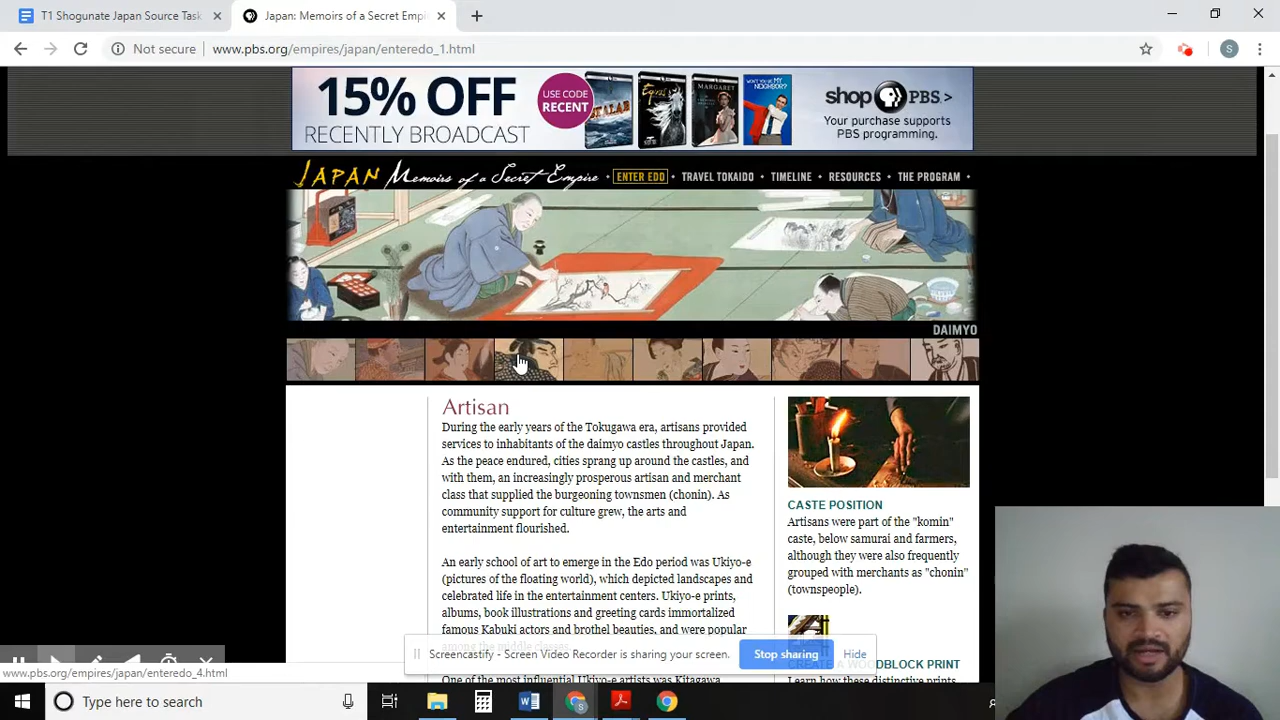 T1 Shogunate Japan Source Task
Japan: Memoirs of a Secret Empi
Not secure
www.pbs.org/empires/japan/enteredo_1.html
S
15% OFF
RECENTLY BROADCAST
USE CODE
RECENT
shop PBS>
Your purchase supports
PBS programming.
JAPAN Memoirs of a Secret Empire • ENTER EDO • TRAVEL TOKAIDO • TIMELINE • RESOURCES • THE PROGRAM •
DAIMYO
Artisan
During the early years of the Tokugawa era, artisans provided
services to inhabitants of the daimyo castles throughout Japan.
As the peace endured, cities sprang up around the castles, and
with them, an increasingly prosperous artisan and merchant
class that supplied the burgeoning townsmen (chonin). As
community support for culture grew, the arts and
entertainment flourished.
An early school of art to emerge in the Edo period was Ukiyo-e
(pictures of the floating world), which depicted landscapes and
celebrated life in the entertainment centers. Ukiyo-e prints,
albums, book illustrations and greeting cards immortalized
famous Kabuki actors and brothel beauties, and were popular
One of the most influential Ukiyo-e artists was Kitagawa
CASTE POSITION
Artisans were part of the "komin"
caste, below samurai and farmers,
although they were also frequently
grouped with merchants as "chonin"
(townspeople).
CREATE A WOODBLOCK PRINT
Learn how these distinctive prints
Screencastify - Screen Video Recorder is sharing your screen.
Stop sharing
Hide
www.pbs.org/empires/japan/enteredo_4.html
Type here to search